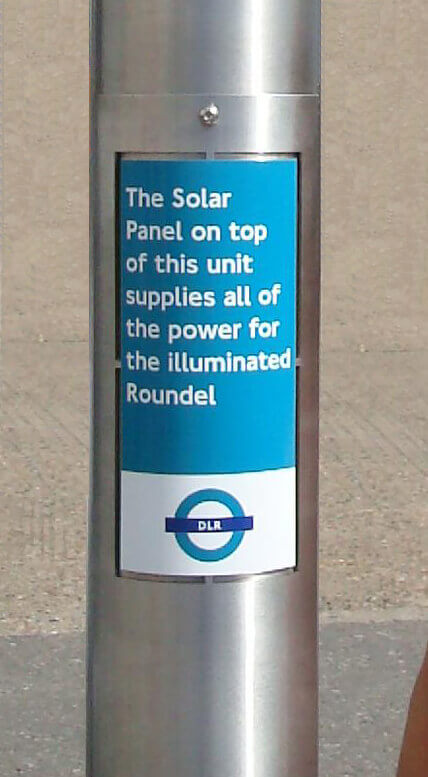 The Solar
Panel on top
of this unit
supplies all of
the power for
the illuminated
Roundel
DLR